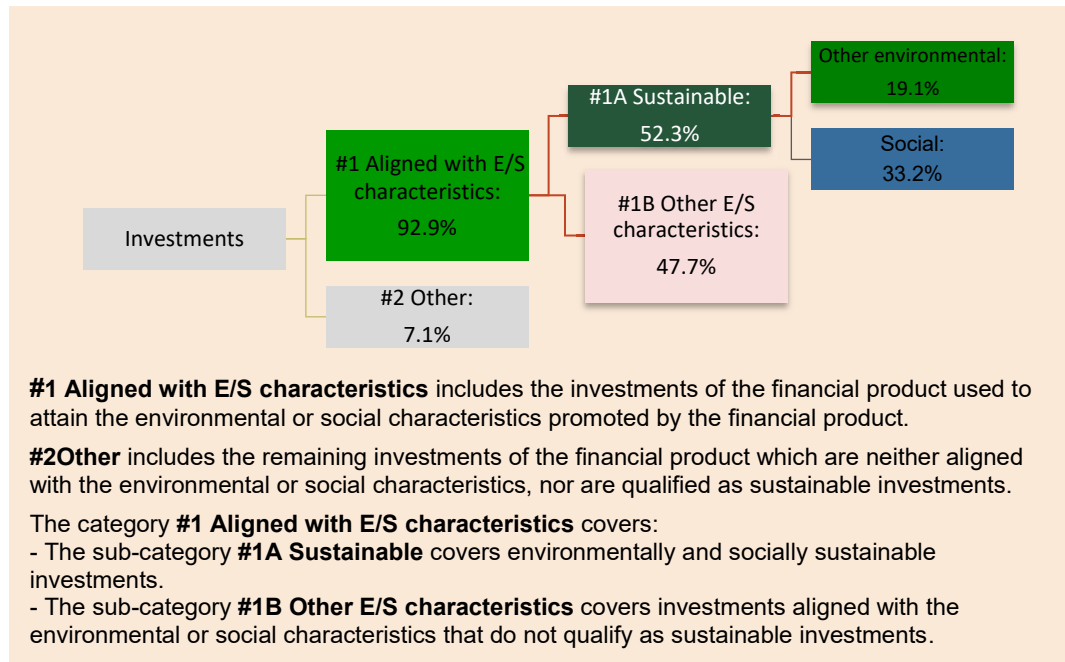 Other environmental:
19.1%
#1A Sustainable:
52.3%
Social:
33.2%
#1 Aligned with E/S
characteristics:
92.9%
#1B Other E/S
characteristics:
47.7%
Investments
#2 Other:
7.1%
#1 Aligned with E/S characteristics includes the investments of the financial product used to
attain the environmental or social characteristics promoted by the financial product.
#2Other includes the remaining investments of the financial product which are neither aligned
with the environmental or social characteristics, nor are qualified as sustainable investments.
The category #1 Aligned with E/S characteristics covers:
- The sub-category #1A Sustainable covers environmentally and socially sustainable
investments.
- The sub-category #1B Other E/S characteristics covers investments aligned with the
environmental or social characteristics that do not qualify as sustainable investments.